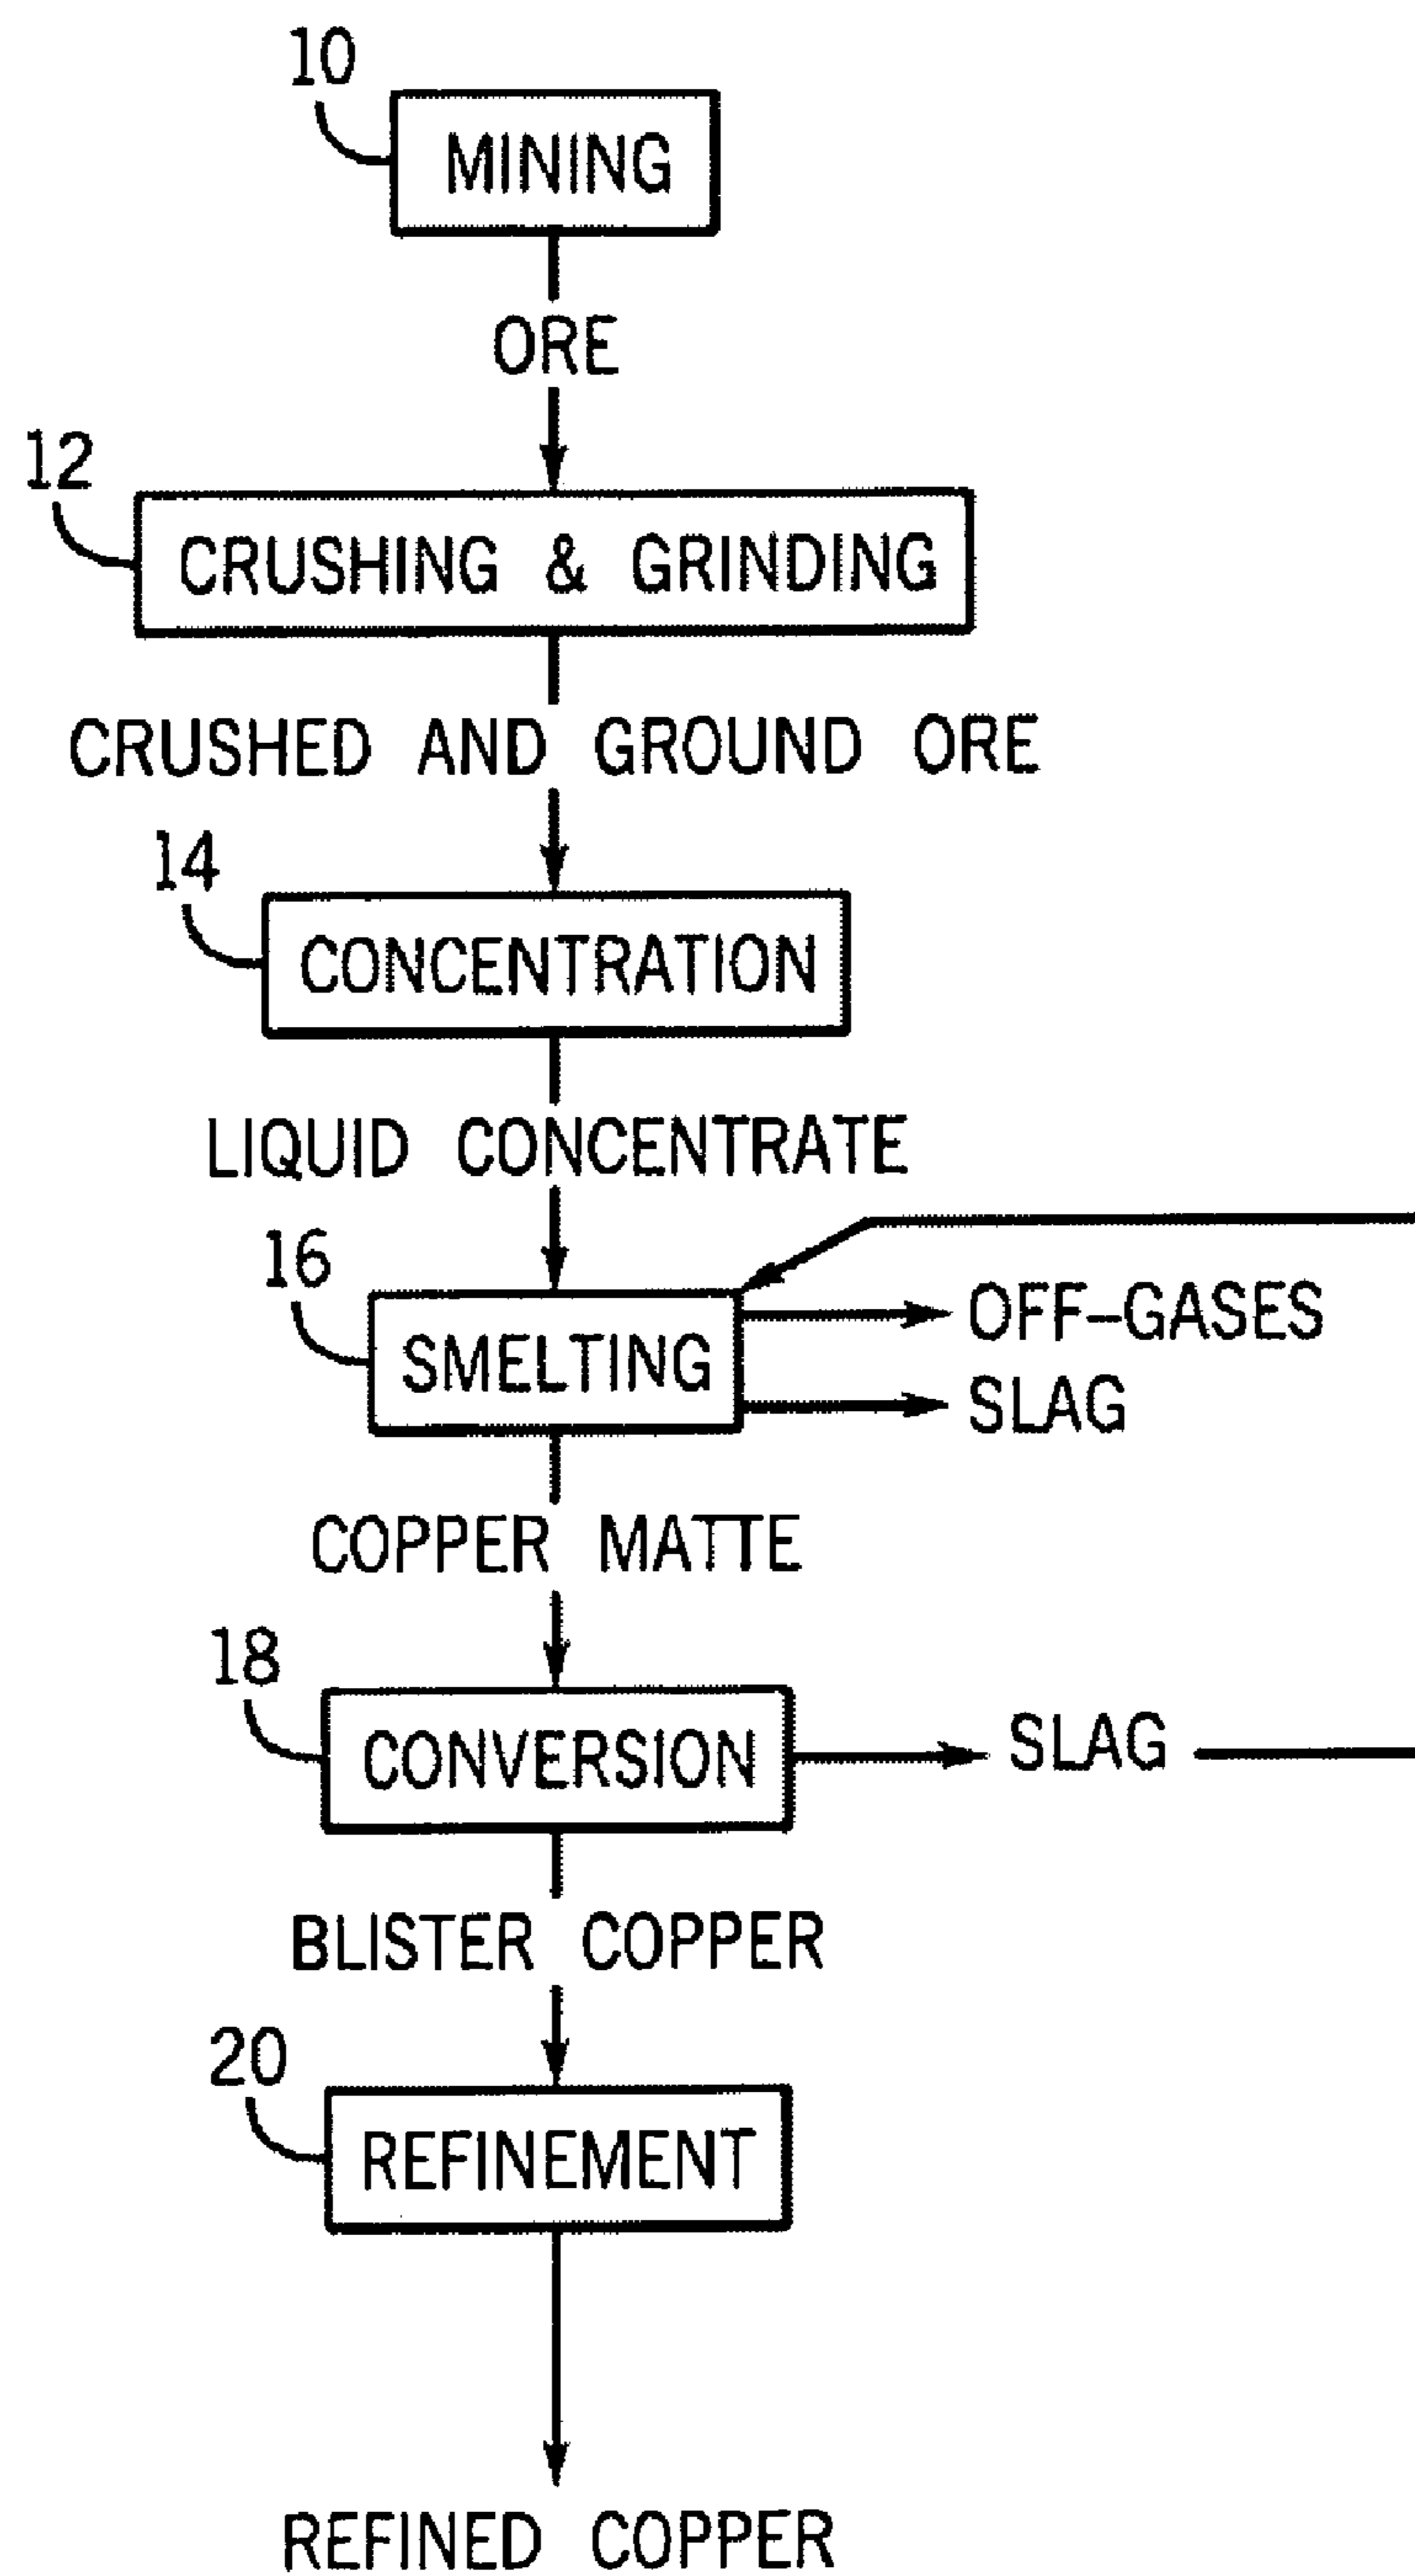 10
MINING
ORE
12
CRUSHING & GRINDING
CRUSHED AND GROUND ORE
14
CONCENTRATION
LIQUID CONCENTRATE
16
SMELTING
OFF-GASES
SLAG
COPPER MATTE
18
CONVERSION
SLAG
BLISTER COPPER
20
REFINEMENT
REFINED COPPER